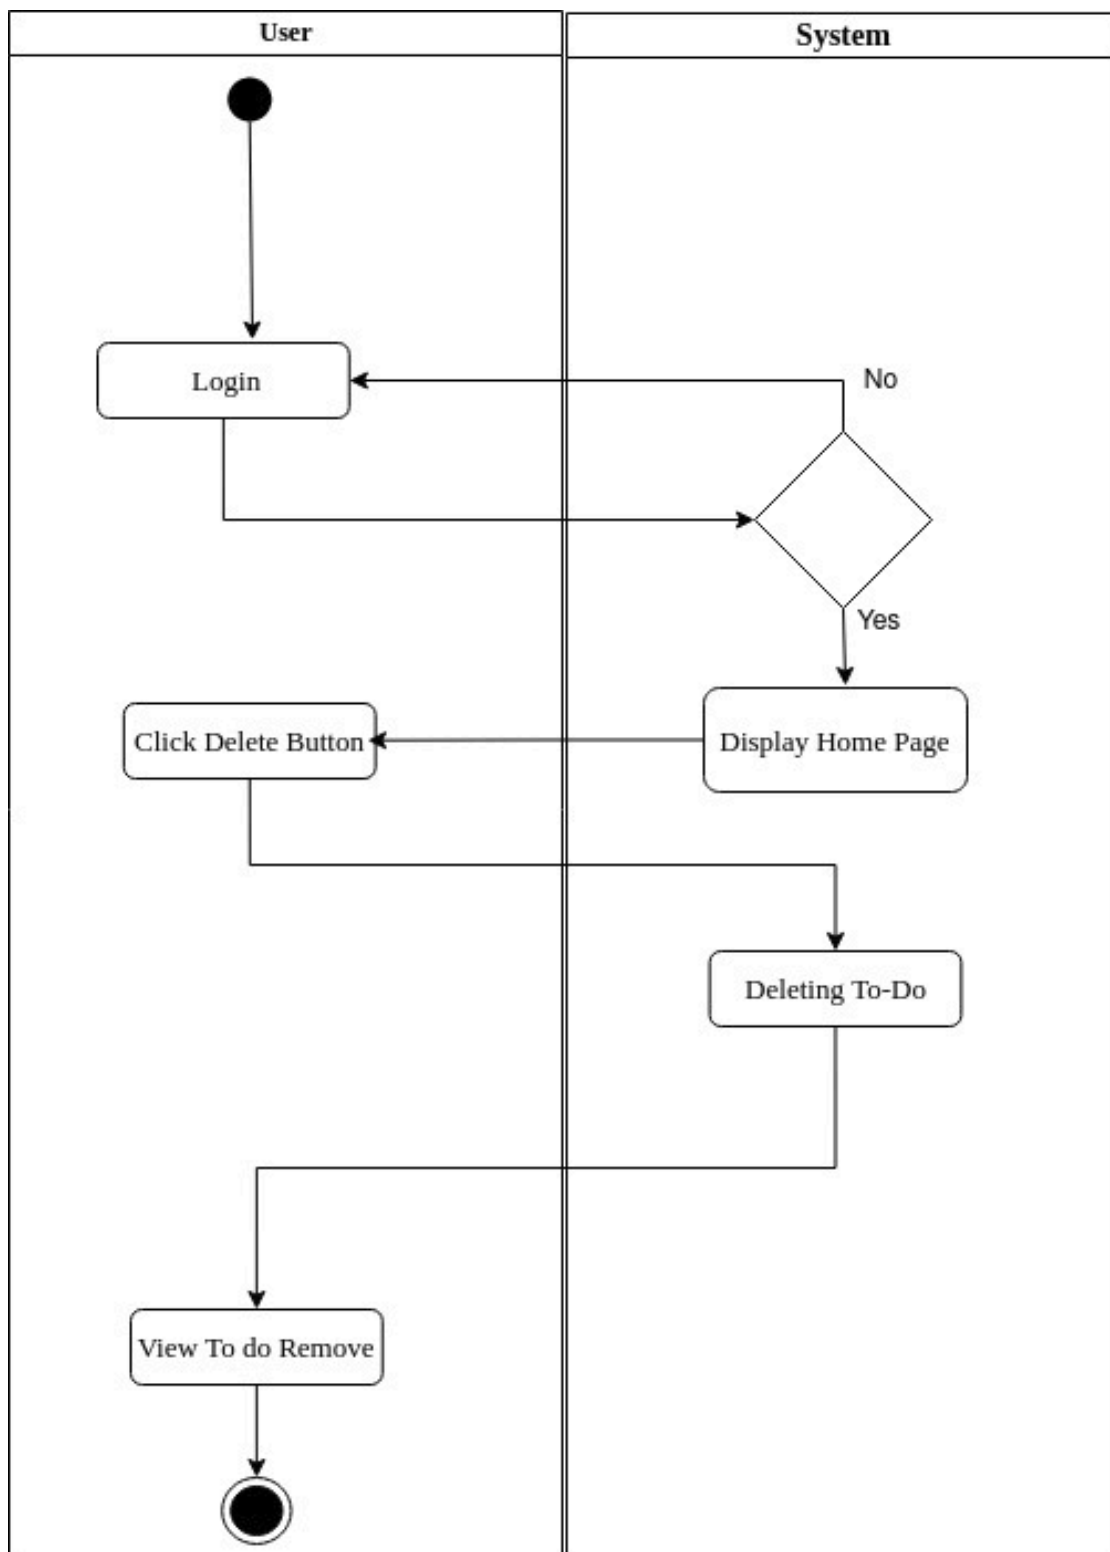 User
System
Login
No
Yes
Click Delete Button
Display Home Page
Deleting To-Do
View To do Remove